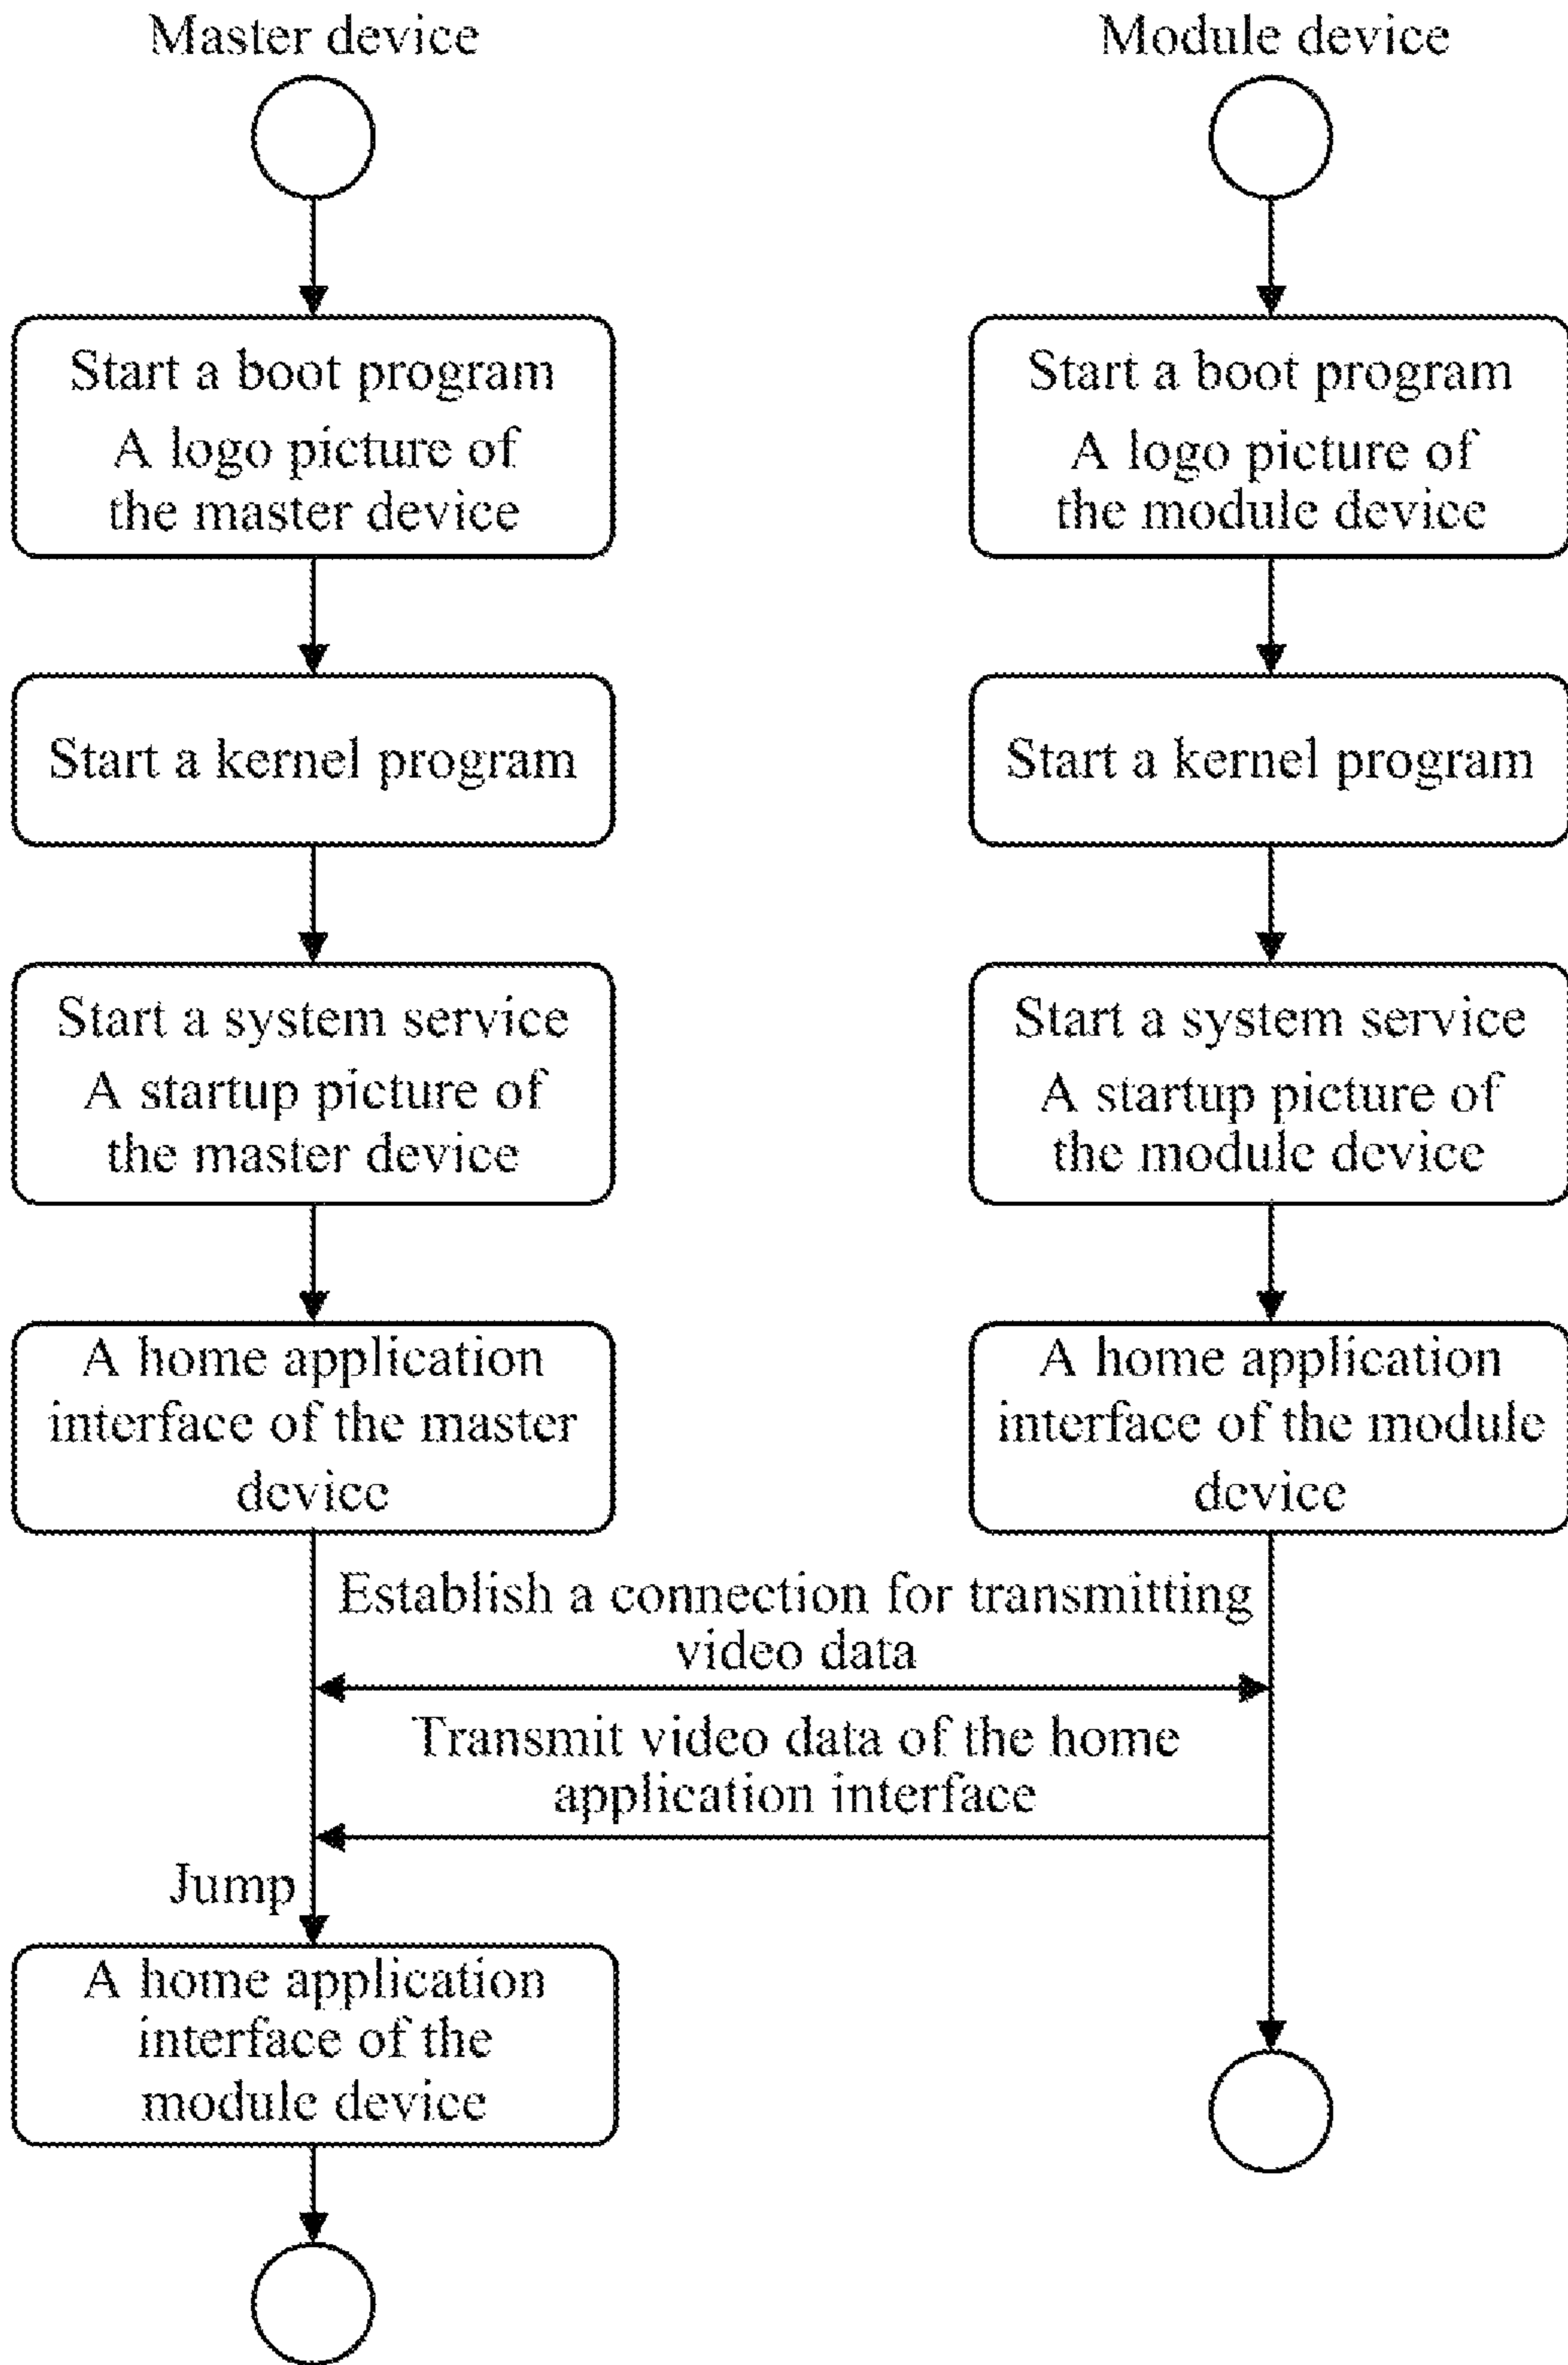 Master device
Module device
Start a boot program
A logo picture of
the master device
Start a boot program
A logo picture of
the module device
Start a kernel program
Start a kernel program
Start a system service
A startup picture of
the master device
Start a system service
A startup picture of
the module device
A home application
interface of the master
device
A home application
interface of the module
device
Establish a connection for transmitting
video data
Transmit video data of the home
application interface
Jump
A home application
interface of the
module device